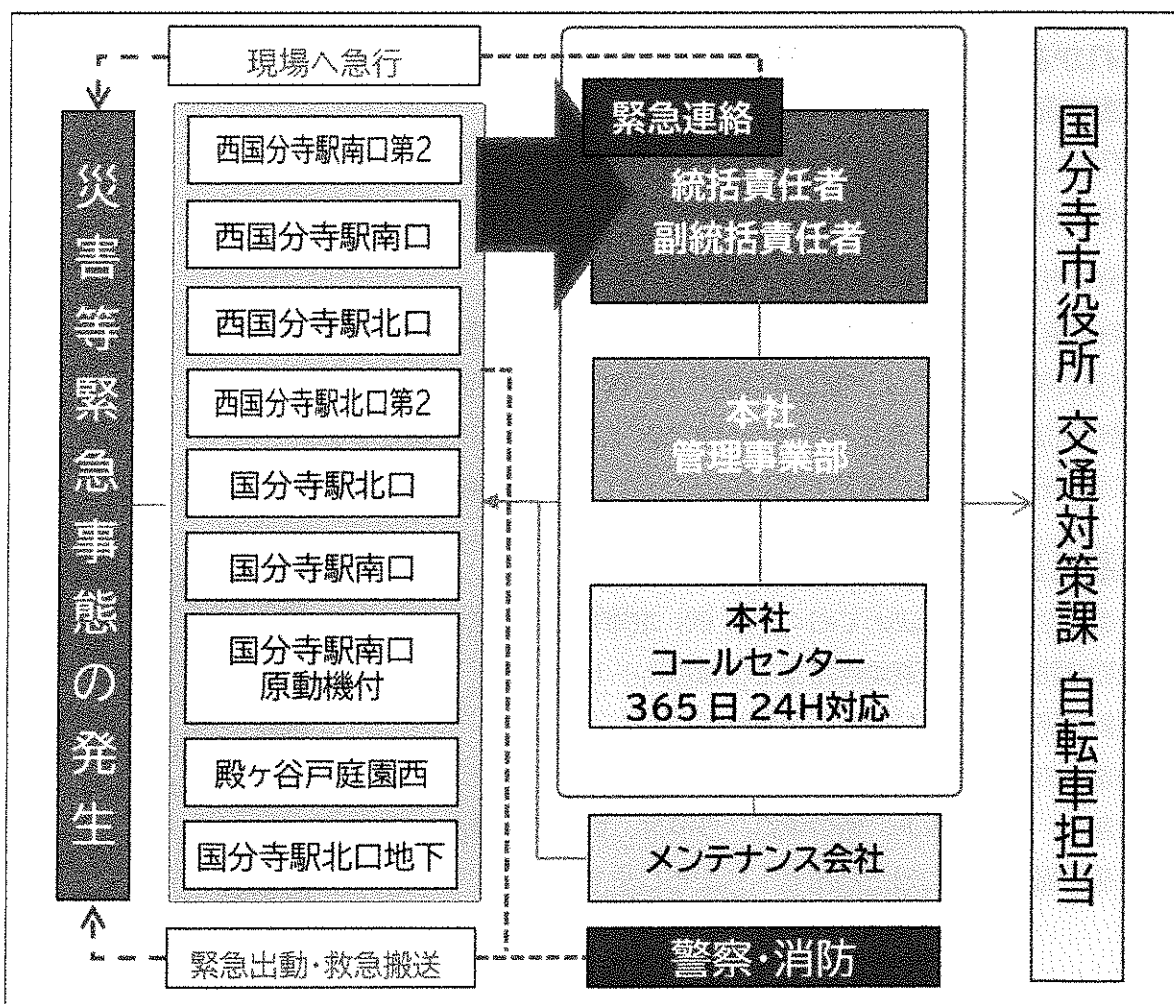 現場へ急行
災害等緊急事態の発生
西国分寺駅南口第2
西国分寺駅南口
西国分寺駅北口
西国分寺駅北口第2
国分寺駅北口
国分寺駅南口
国分寺駅南口
原動機付
殿ヶ谷戸庭園西
国分寺駅北口地下
緊急出動・救急搬送
緊急連絡
統括責任者
副統括責任者
本社
管理事業部
本社
コールセンター
365日24H対応
メンテナンス会社
警察・消防
国分寺市役所 交通対策課 自転車担当